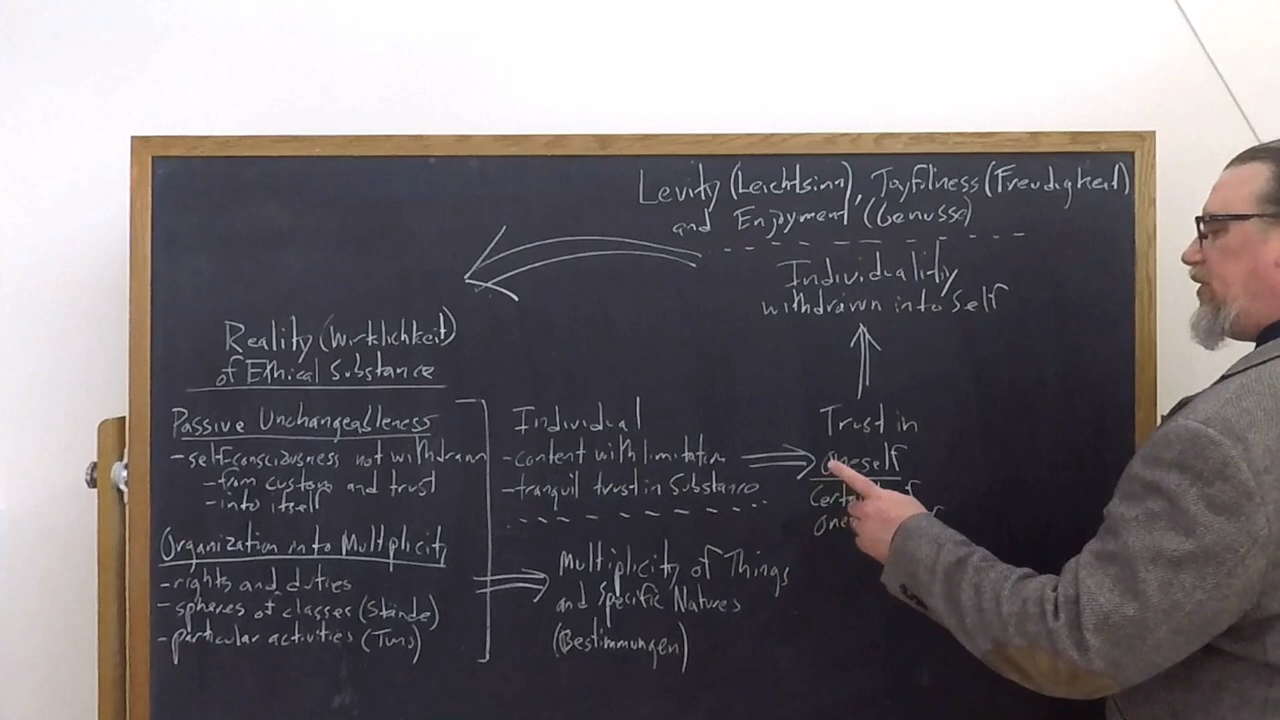 Levity (Leichtsinn), Joyfulness (Freudigkeit)
and Enjoyment (Genusse)
Individuality
withdrawn into Self
Reality (Wirklichkeit)
of Ethical Substance
Passive Unchangeableness
-self-consciousness not withdrawn
-from custom and trust
-into itself
Organization into Multiplicity
-rights and duties
-spheres of classes (Stände)
-particular activities (Tuns)
Individual
-content with limitation
-tranquil trust in Substance
Multiplicity of Things
and Specific Natures
(Bestimmungen)
Trust in
Oneself